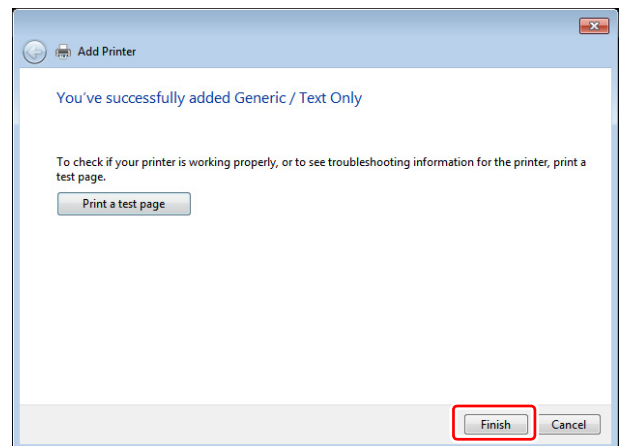 Add Printer
You've successfully added Generic / Text Only
To check if your printer is working properly, or to see troubleshooting information for the printer, print a
test page.
Print a test page
Finish Cancel